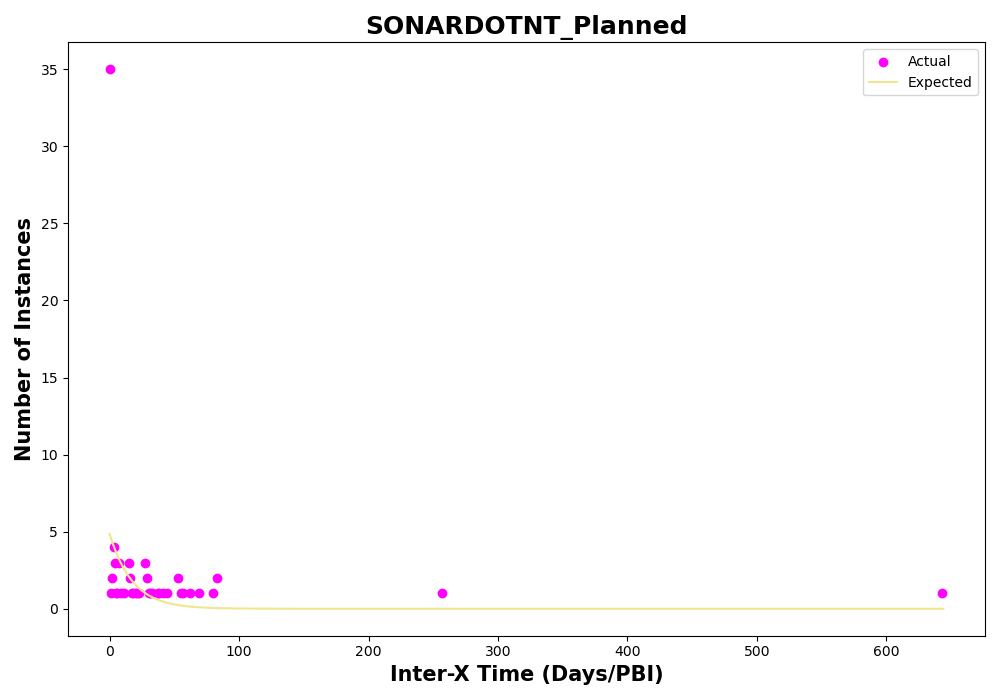 SONARDOTNT_Planned
Actual
Expected
35
30
25
20
15
10
5
0
Number of Instances
0 100 200 300 400 500 600
Inter-X Time (Days/PBI)